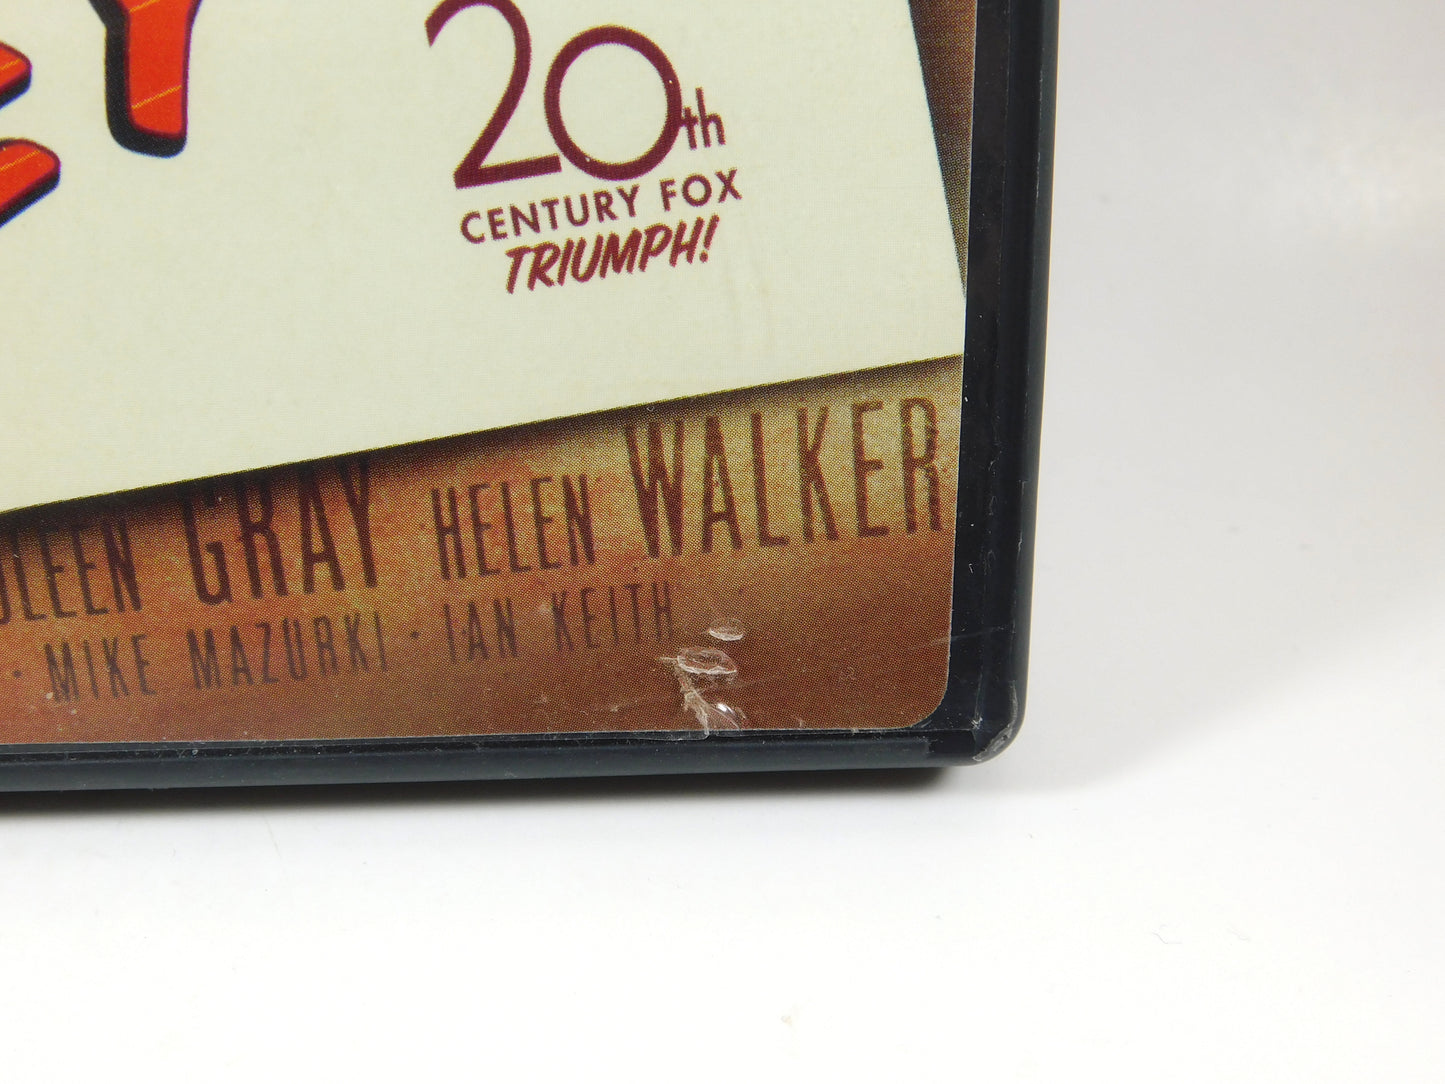 20th
CENTURY FOX
TRIUMPH!
GRAY HELEN WALKER
· MIKE MAZURKI · IAN KEITH